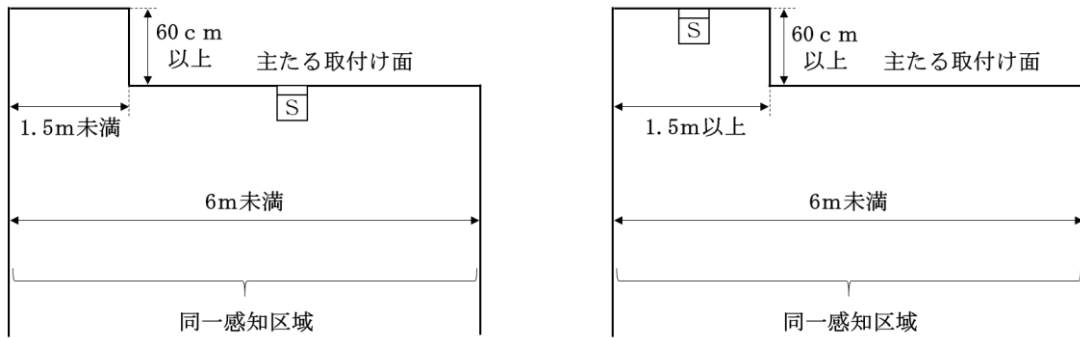 60cm
以上
主たる取付け面
S
1.5m未満
6m未満
同一感知区域
S
60cm
以上
主たる取付け面
1.5m以上
6m未満
同一感知区域